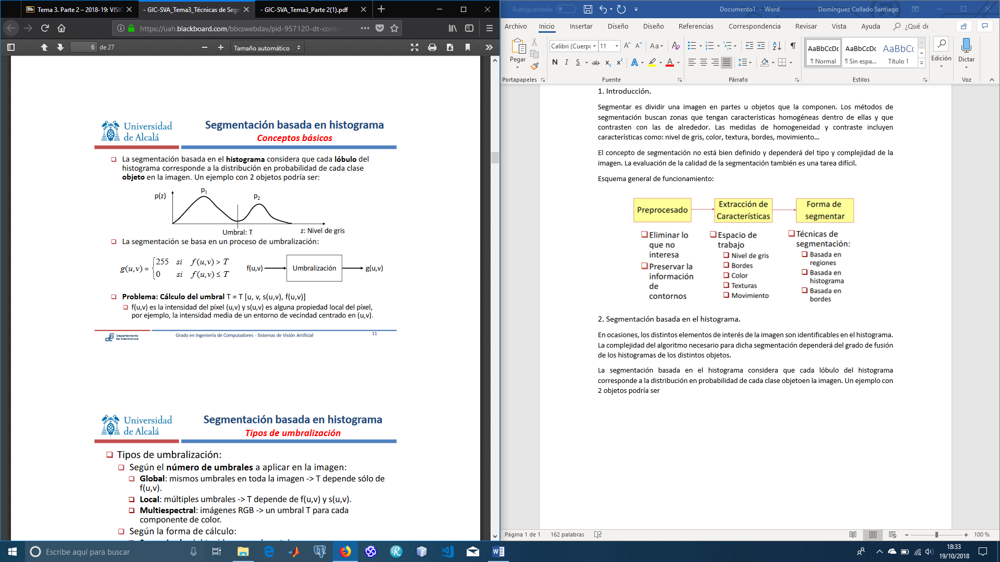 Tema 3. Parte 2 – 2018-19: VISIÓ
- GIC-SVA_Tema3_Técnicas de Segm
- GIC-SVA_Tema3_Parte 2(1).pdf
https://uah.blackboard.com/bbcswebdav/pid-957120-dt-conte
6 de 27
Tamaño automático
Universidad
de Alcalá
Segmentación basada en histograma
Conceptos básicos
La segmentación basada en el histograma considera que cada lóbulo del
histograma corresponde a la distribución en probabilidad de cada clase
objeto en la imagen. Un ejemplo con 2 objetos podría ser:
p(z)
p1
p2
Umbral: T
z: Nivel de gris
La segmentación se basa en un proceso de umbralización:
g(u,v) = { 255 si f(u,v) > T
0 si f(u,v) ≤ T
f(u,v) Umbralización g(u,v)
Problema: Cálculo del umbral T = T [u, v, s(u,v), f(u,v)]
f(u,v) es la intensidad del píxel (u,v) y s(u,v) es alguna propiedad local del píxel,
por ejemplo, la intensidad media de un entorno de vecindad centrado en (u,v).
Departamento
de Electrónica
Grado en Ingeniería de Computadores - Sistemas de Visión Artificial
11
Universidad
de Alcalá
Segmentación basada en histograma
Tipos de umbralización
Tipos de umbralización:
Según el número de umbrales a aplicar en la imagen:
Global: mismos umbrales en toda la imagen -> T depende sólo de
f(u,v).
Local: múltiples umbrales -> T depende de f(u,v) y s(u,v).
Multiespectral: imágenes RGB -> un umbral T para cada
componente de color.
Según la forma de cálculo:
Autoguardado
Documento1 - Word
Domínguez Collado Santiago
Archivo Inicio Insertar Diseño Diseño Referencias Correspondencia Revisar Vista Ayuda ¿Qué de
Pegar
Calibri (Cuerpo 11
Aa
N K S ab x2 x2 A A
AaBbCcDc AaBbCcDc AaBbCc
¶ Normal ¶ Sin espa... Título 1
Edición
Dictar
Portapapeles Fuente Párrafo Estilos Voz
1. Introducción.
Segmentar es dividir una imagen en partes u objetos que la componen. Los métodos de
segmentación buscan zonas que tengan características homogéneas dentro de ellas y que
contrasten con las de alrededor. Las medidas de homogeneidad y contraste incluyen
características como: nivel de gris, color, textura, bordes, movimiento...
El concepto de segmentación no está bien definido y dependerá del tipo y complejidad de la
imagen. La evaluación de la calidad de la segmentación también es una tarea difícil.
Esquema general de funcionamiento:
Preprocesado
Extracción de
Características
Forma de
segmentar
Eliminar lo
que no
interesa
Preservar la
información
de
contornos
Espacio de
trabajo
Nivel de gris
Bordes
Color
Texturas
Movimiento
Técnicas de
segmentación:
Basada en
regiones
Basada en
histograma
Basada en
bordes
2. Segmentación basada en el histograma.
En ocasiones, los distintos elementos de interés de la imagen son identificables en el histograma.
La complejidad del algoritmo necesario para dicha segmentación dependerá del grado de fusión
de los histogramas de los distintos objetos.
La segmentación basada en el histograma considera que cada lóbulo del histograma
corresponde a la distribución en probabilidad de cada clase objetoen la imagen. Un ejemplo con
2 objetos podría ser
Página 1 de 1 162 palabras
100 %
Escribe aquí para buscar
18:33
19/10/2018